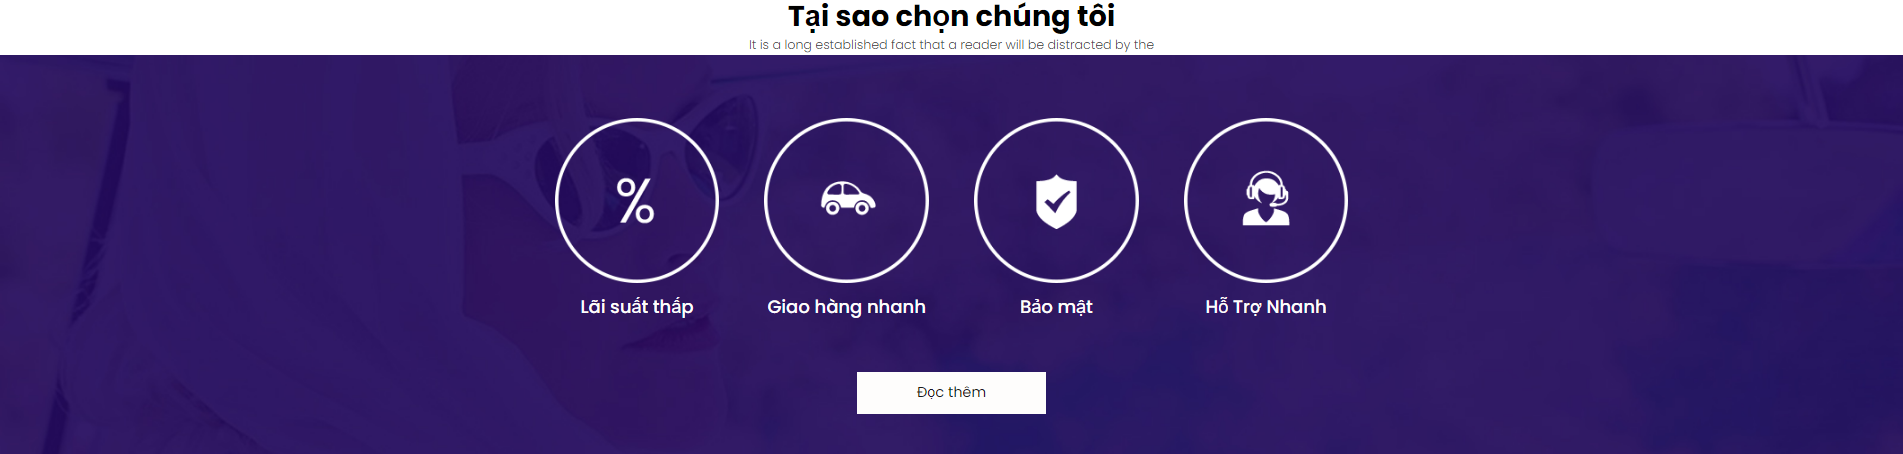 Tại sao chọn chúng tôi
It is a long established fact that a reader will be distracted by the
%
Lãi suất thấp
Giao hàng nhanh
Bảo mật
Hỗ Trợ Nhanh
Đọc thêm